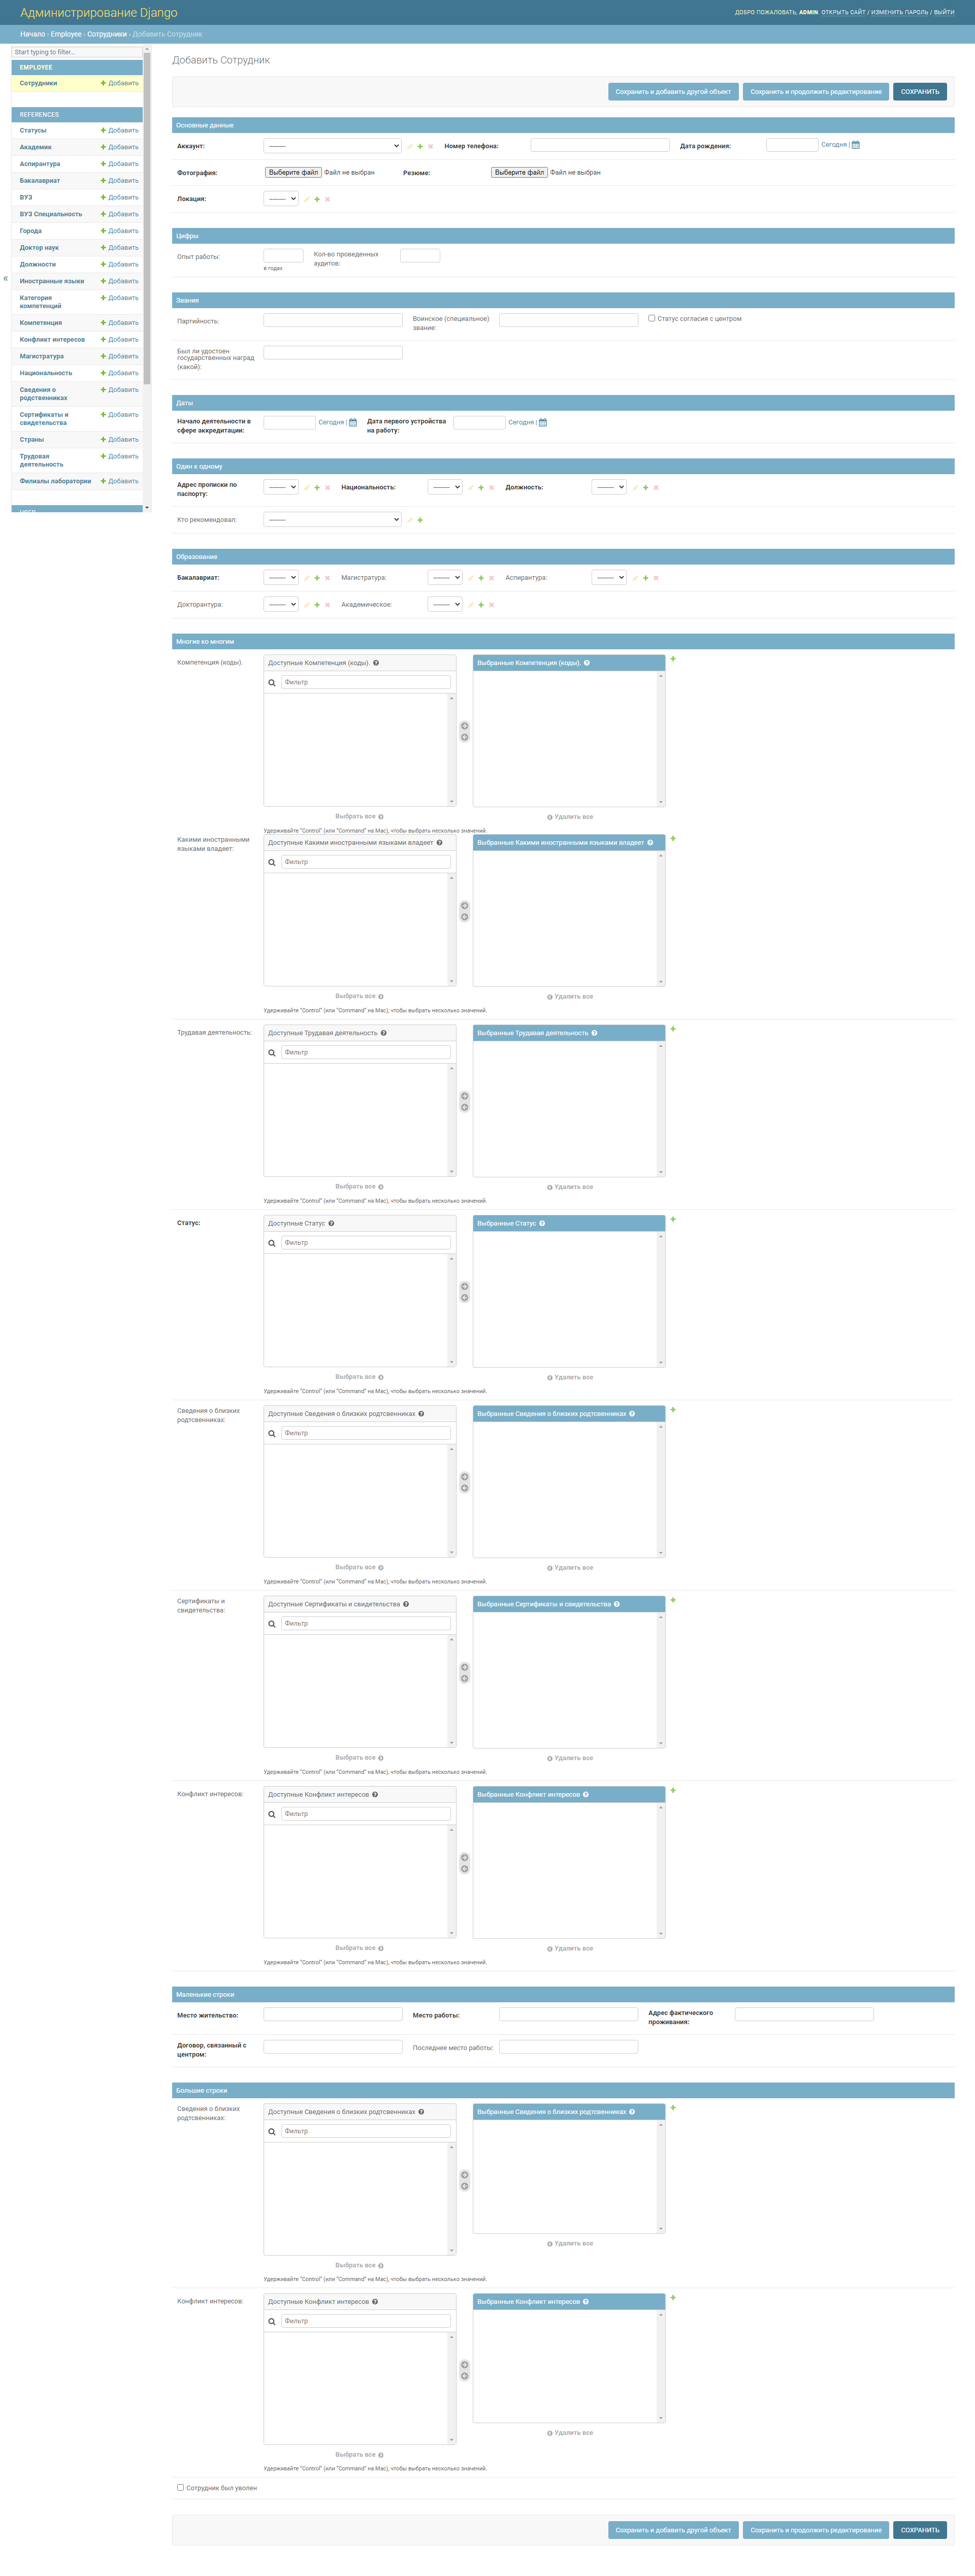 Администрирование Django
ДОБРО ПОЖАЛОВАТЬ, ADMIN. ОТКРЫТЬ САЙТ / ИЗМЕНИТЬ ПАРОЛЬ / ВЫЙТИ
Начало › Employee › Сотрудники › Добавить Сотрудник
Start typing to filter...
EMPLOYEE
Сотрудники Добавить
REFERENCES
Статусы Добавить
Академик Добавить
Аспирантура Добавить
Бакалавриат Добавить
ВУЗ Добавить
ВУЗ Специальность Добавить
Города Добавить
Доктор наук Добавить
Должности Добавить
«
Иностранные языки Добавить
Категория Добавить
компетенций
Компетенция Добавить
Конфликт интересов Добавить
Магистратура Добавить
Национальность Добавить
Сведения о Добавить
родственниках
Сертификаты и Добавить
свидетельства
Страны Добавить
Трудовая Добавить
деятельность
Филиалы лаборатории Добавить
Добавить Сотрудник
Сохранить и добавить другой объект Сохранить и продолжить редактирование СОХРАНИТЬ
Основные данные
Аккаунт: --------- Номер телефона: Дата рождения: Сегодня |
Фотография: Выберите файл Файл не выбран Резюме: Выберите файл Файл не выбран
Локация: ---------
Цифры
Опыт работы: Кол-во проведенных
аудитов:
в годах
Звания
Партийность: Воинское (специальное) Статус согласия с центром
звание:
Был ли удостоен
государственных наград
(какой):
Даты
Начало деятельности в Сегодня | Дата первого устройства Сегодня |
сфере аккредитации: на работу:
Один к одному
Адрес прописки по --------- Национальность: --------- Должность: ---------
паспорту:
Кто рекомендовал: ---------
Образование
Бакалавриат: --------- Магистратура: --------- Аспирантура: ---------
Докторантура: --------- Академическое: ---------
Многие ко многим
Компетенция (коды). Доступные Компетенция (коды). Выбранные Компетенция (коды).
Фильтр
Выбрать все Удалить все
Удерживайте "Control" (или "Command" на Mac), чтобы выбрать несколько значений.
Какими иностранными Доступные Какими иностранными языками владеет Выбранные Какими иностранными языками владеет
языками владеет:
Фильтр
Выбрать все Удалить все
Удерживайте "Control" (или "Command" на Mac), чтобы выбрать несколько значений.
Трудавая деятельность: Доступные Трудавая деятельность Выбранные Трудавая деятельность
Фильтр
Выбрать все Удалить все
Удерживайте "Control" (или "Command" на Mac), чтобы выбрать несколько значений.
Статус: Доступные Статус Выбранные Статус
Фильтр
Выбрать все Удалить все
Удерживайте "Control" (или "Command" на Mac), чтобы выбрать несколько значений.
Сведения о близких Доступные Сведения о близких родтсвенниках Выбранные Сведения о близких родтсвенниках
родтсвенниках:
Фильтр
Выбрать все Удалить все
Удерживайте "Control" (или "Command" на Mac), чтобы выбрать несколько значений.
Сертификаты и Доступные Сертификаты и свидетельства Выбранные Сертификаты и свидетельства
свидетельства:
Фильтр
Выбрать все Удалить все
Удерживайте "Control" (или "Command" на Mac), чтобы выбрать несколько значений.
Конфликт интересов: Доступные Конфликт интересов Выбранные Конфликт интересов
Фильтр
Выбрать все Удалить все
Удерживайте "Control" (или "Command" на Mac), чтобы выбрать несколько значений.
Маленькие строки
Место жительство: Место работы: Адрес фактического
проживания:
Договор, связанный с Последнее место работы:
центром:
Большие строки
Сведения о близких Доступные Сведения о близких родтсвенниках Выбранные Сведения о близких родтсвенниках
родтсвенниках:
Фильтр
Удалить все
Выбрать все
Удерживайте "Control" (или "Command" на Mac), чтобы выбрать несколько значений.
Конфликт интересов: Доступные Конфликт интересов Выбранные Конфликт интересов
Фильтр
Удалить все
Выбрать все
Удерживайте "Control" (или "Command" на Mac), чтобы выбрать несколько значений.
Сотрудник был уволен
Сохранить и добавить другой объект Сохранить и продолжить редактирование СОХРАНИТЬ